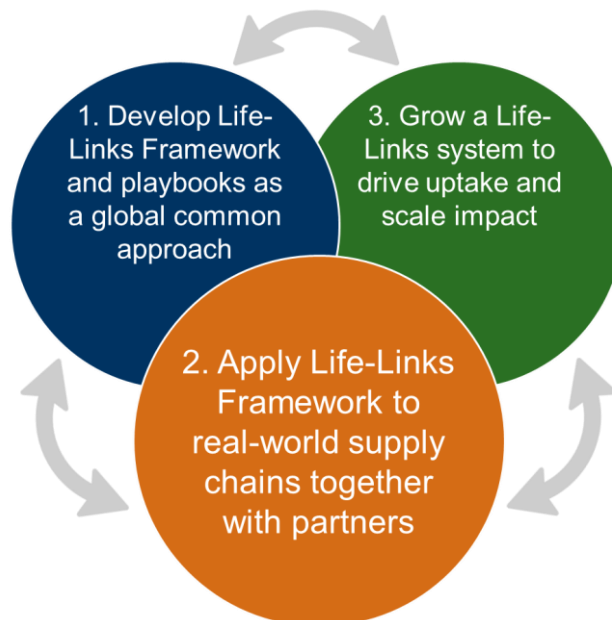 1. Develop Life-
Links Framework
and playbooks as
a global common
approach
3. Grow a Life-
Links system to
drive uptake and
scale impact
2. Apply Life-Links
Framework to
real-world supply
chains together
with partners